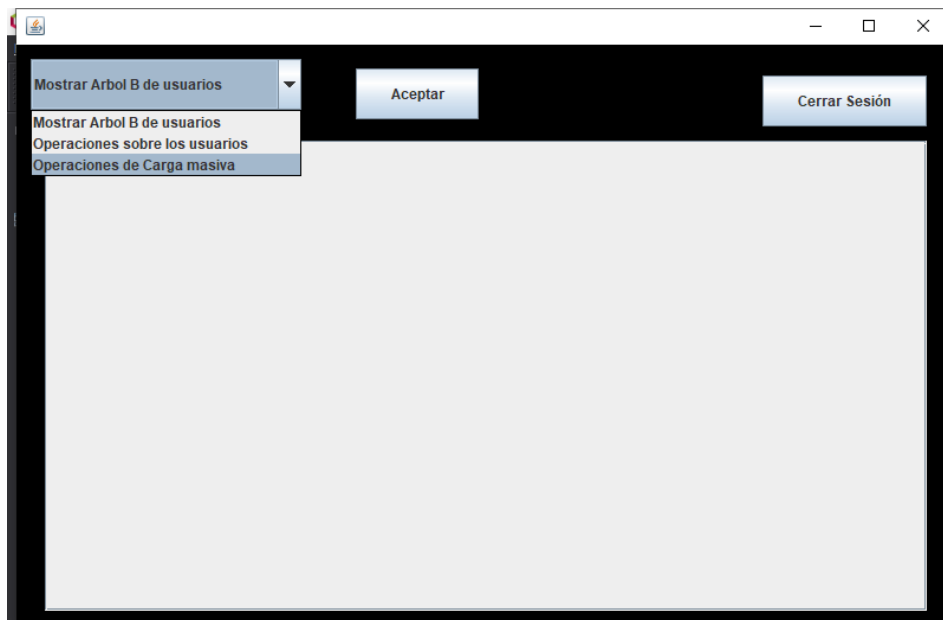 Mostrar Arbol B de usuarios
Aceptar
Cerrar Sesión
Mostrar Arbol B de usuarios
Operaciones sobre los usuarios
Operaciones de Carga masiva